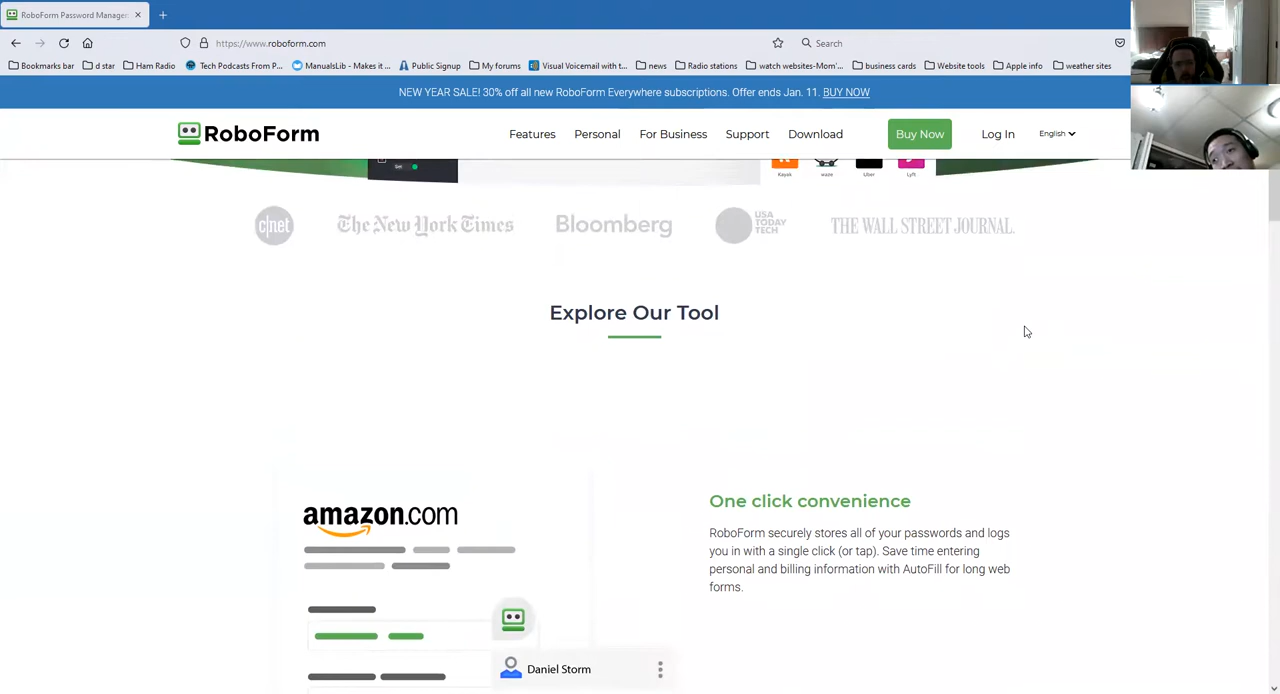 RoboForm Password Manager
https://www.roboform.com
Search
Bookmarks bar
d star
Ham Radio
Tech Podcasts From P...
ManualsLib - Makes it ...
Public Signup
My forums
Visual Voicemail with t...
news
Radio stations
watch websites-Mom'...
business cards
Website tools
Apple info
weather sites
NEW YEAR SALE! 30% off all new RoboForm Everywhere subscriptions. Offer ends Jan. 11. BUY NOW
RoboForm
Features
Personal
For Business
Support
Download
Buy Now
Log In
English
Kayak
waze
Uber
Lyft
c|net
The New York Times
Bloomberg
USA
TODAY
TECH
THE WALL STREET JOURNAL.
Explore Our Tool
amazon.com
One click convenience
RoboForm securely stores all of your passwords and logs
you in with a single click (or tap). Save time entering
personal and billing information with AutoFill for long web
forms.
Daniel Storm